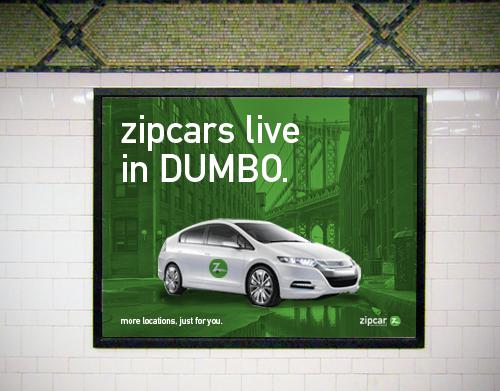 zipcars live
in DUMBO.
Z
more locations. just for you.
zipcar Z